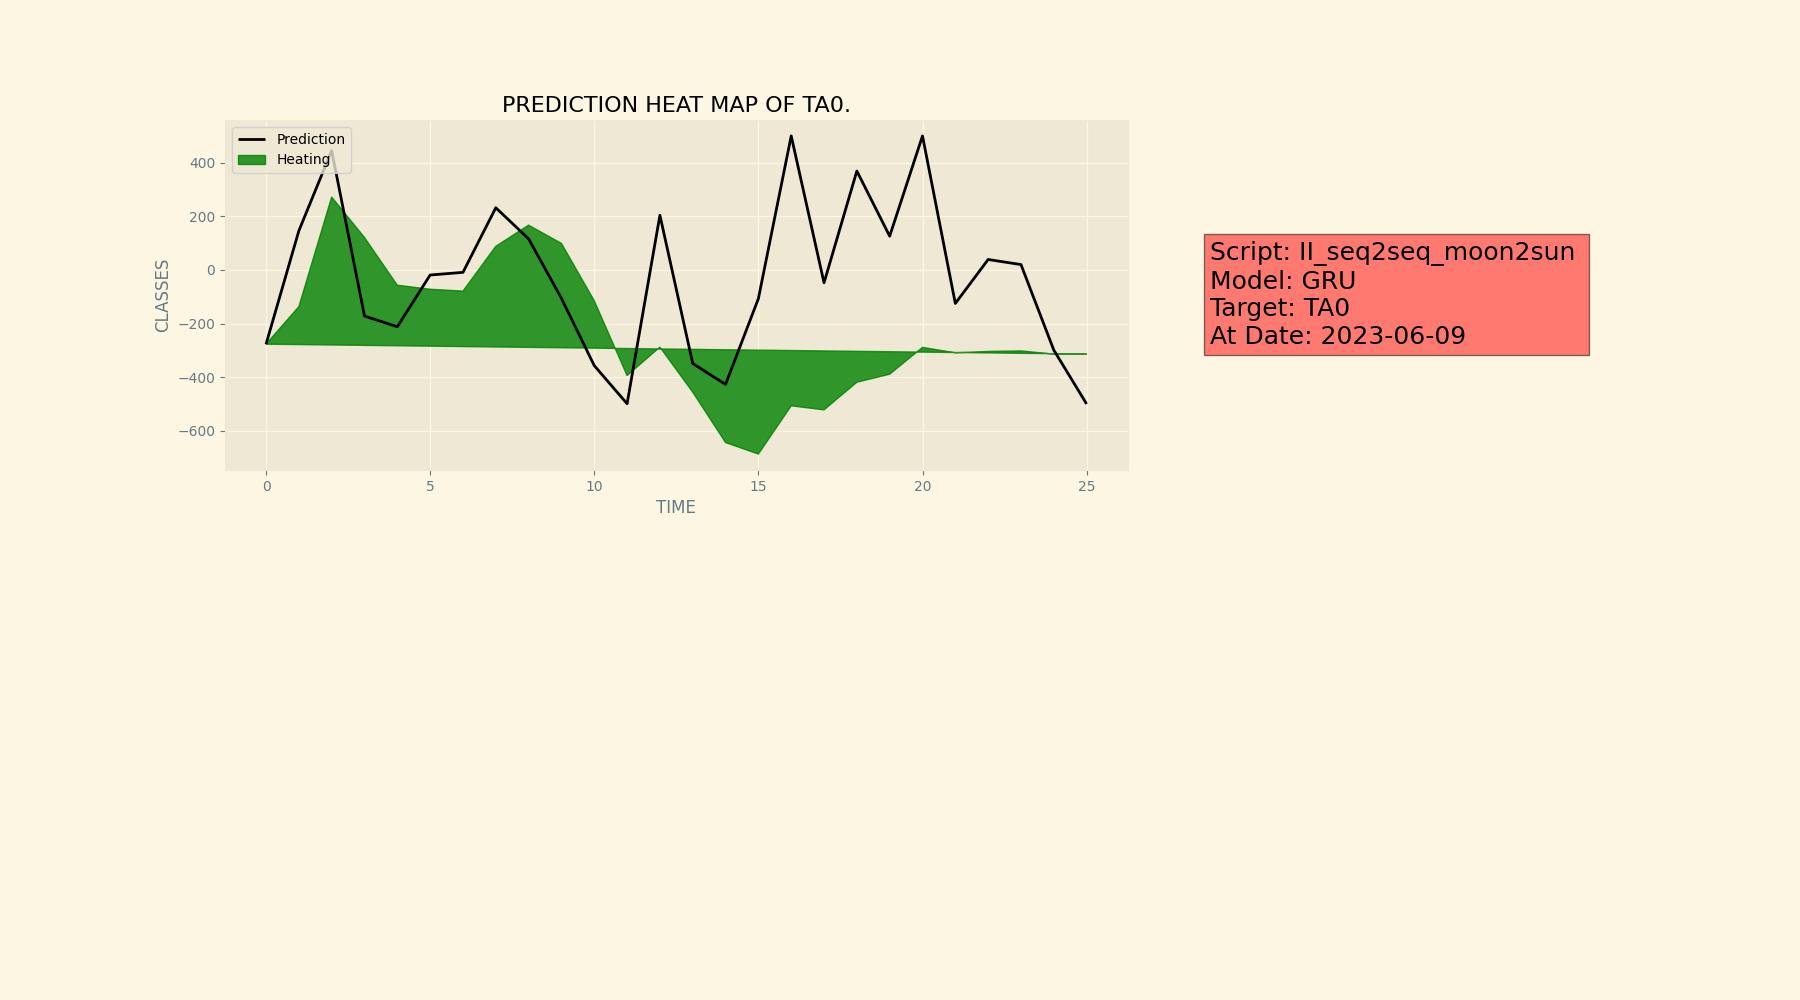 PREDICTION HEAT MAP OF TA0.
Prediction
Heating
400
200
0
−200
−400
−600
CLASSES
0 5 10 15 20 25
TIME
Script: II_seq2seq_moon2sun
Model: GRU
Target: TA0
At Date: 2023-06-09